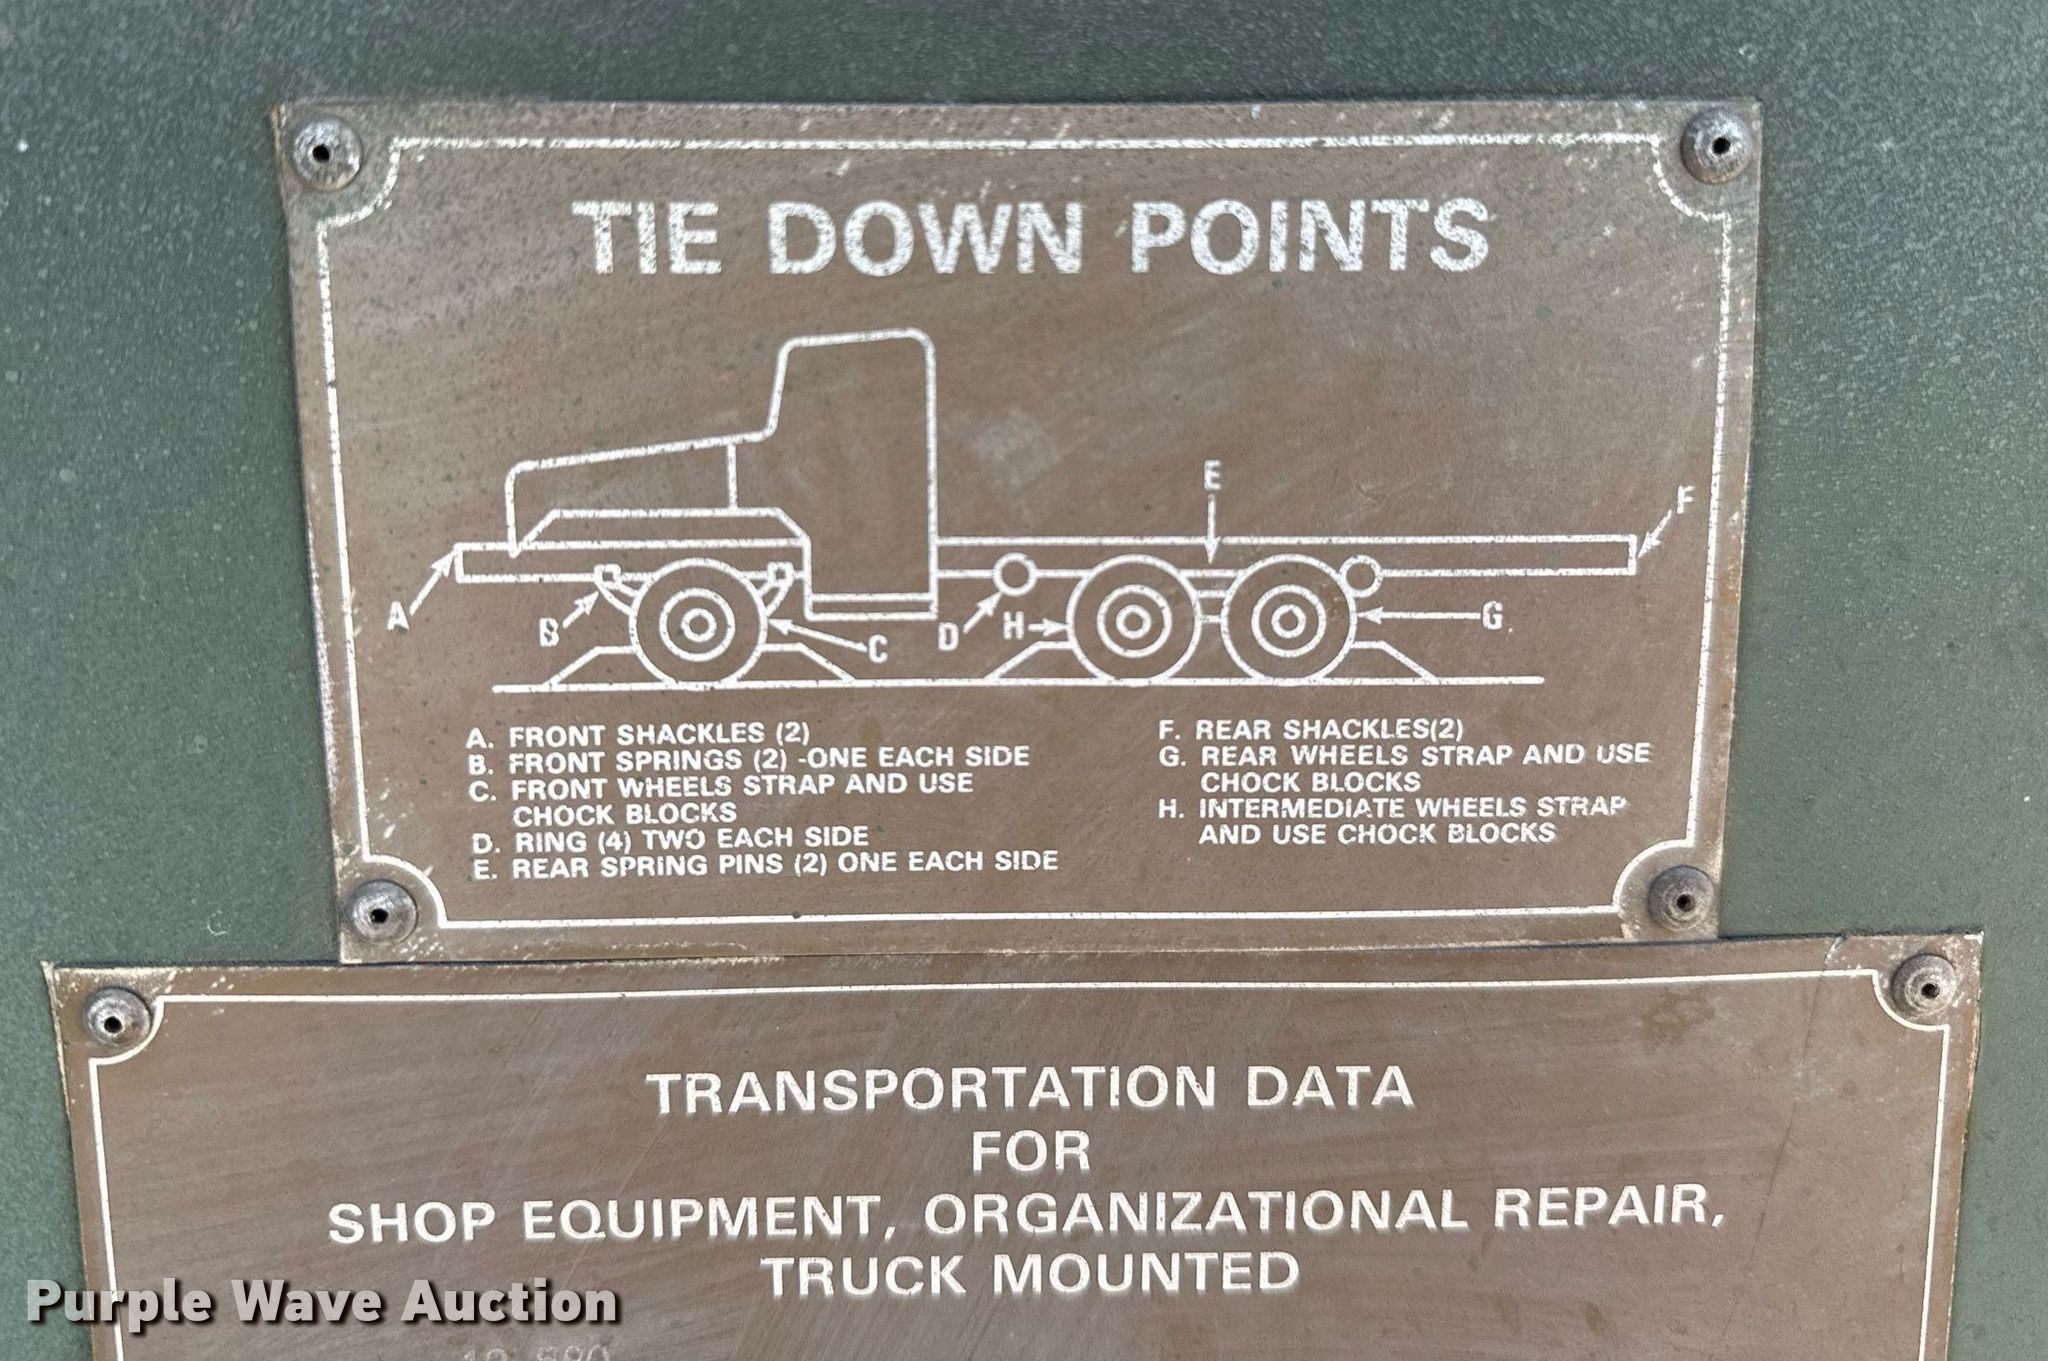 TIE DOWN POINTS
E
F
A
B
C
D
H
G
A. FRONT SHACKLES (2)
B. FRONT SPRINGS (2) -ONE EACH SIDE
C. FRONT WHEELS STRAP AND USE
CHOCK BLOCKS
D. RING (4) TWO EACH SIDE
E. REAR SPRING PINS (2) ONE EACH SIDE
F. REAR SHACKLES(2)
G. REAR WHEELS STRAP AND USE
CHOCK BLOCKS
H. INTERMEDIATE WHEELS STRAP
AND USE CHOCK BLOCKS
TRANSPORTATION DATA
FOR
SHOP EQUIPMENT, ORGANIZATIONAL REPAIR,
TRUCK MOUNTED
Purple Wave Auction